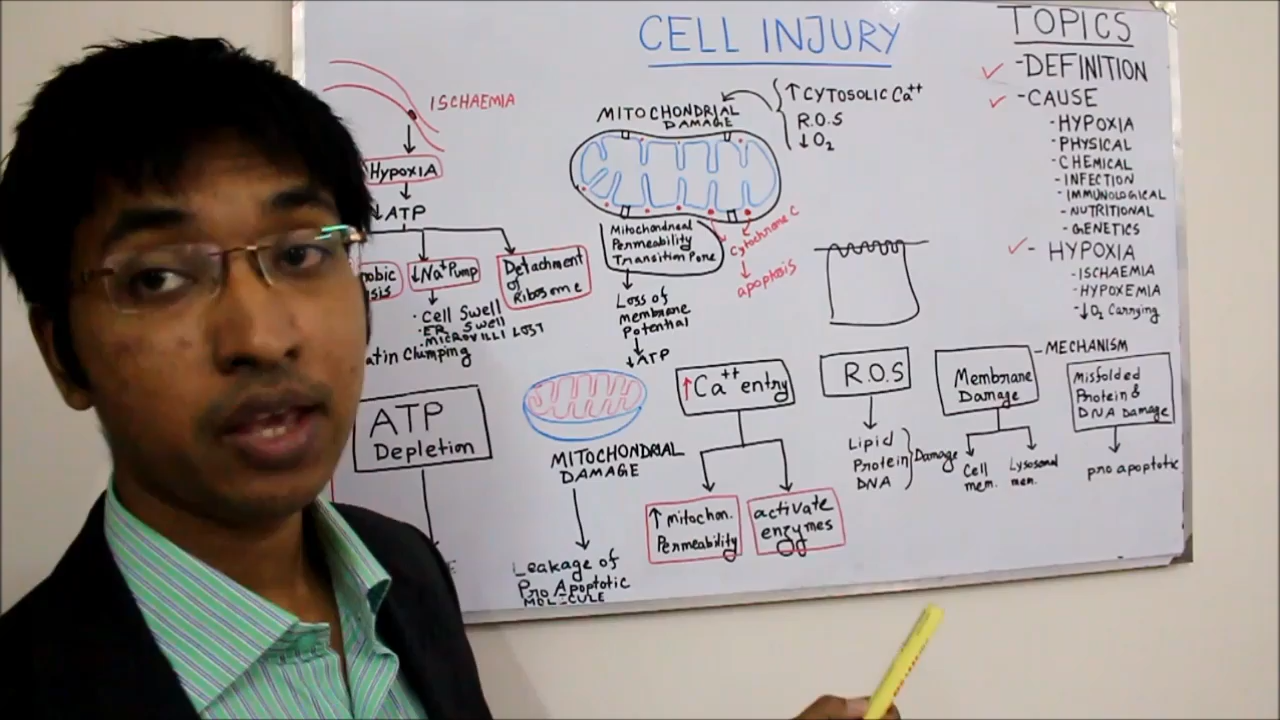 CELL INJURY
TOPICS
-DEFINITION
-CAUSE
-HYPOXIA
-PHYSICAL
-CHEMICAL
-INFECTION
-IMMUNOLOGICAL
-NUTRITIONAL
-GENETICS
-HYPOXIA
-ISCHAEMIA
-HYPOXEMIA
-↓O₂ Carrying
-MECHANISM
ISCHAEMIA
HYPOXIA
↓ATP
↓Na⁺Pump
Detachment
of
Ribosome
·Cell Swell
·ER Swell
·MICROVILLI LOST
Clumping
ATP
Depletion
MITOCHONDRIAL
DAMAGE
↑CYTOSOLIC Ca⁺⁺
R.O.S
↓O₂
Mitochondreal
Permeability
Transition Pore
Cytochrome C
apoptosis
Loss of
membrane
Potential
↓ATP
MITOCHONDRIAL
DAMAGE
Leakage of
Pro Apoptotic
MOLECULE
↑Ca⁺⁺ entry
↑mitochon.
Permeability
activate
enzymes
R.O.S
Lipid
Protein
DNA
Damage
Membrane
Damage
Cell
mem.
Lysosomal
mem.
Misfolded
Protein &
DNA Damage
pro apoptotic